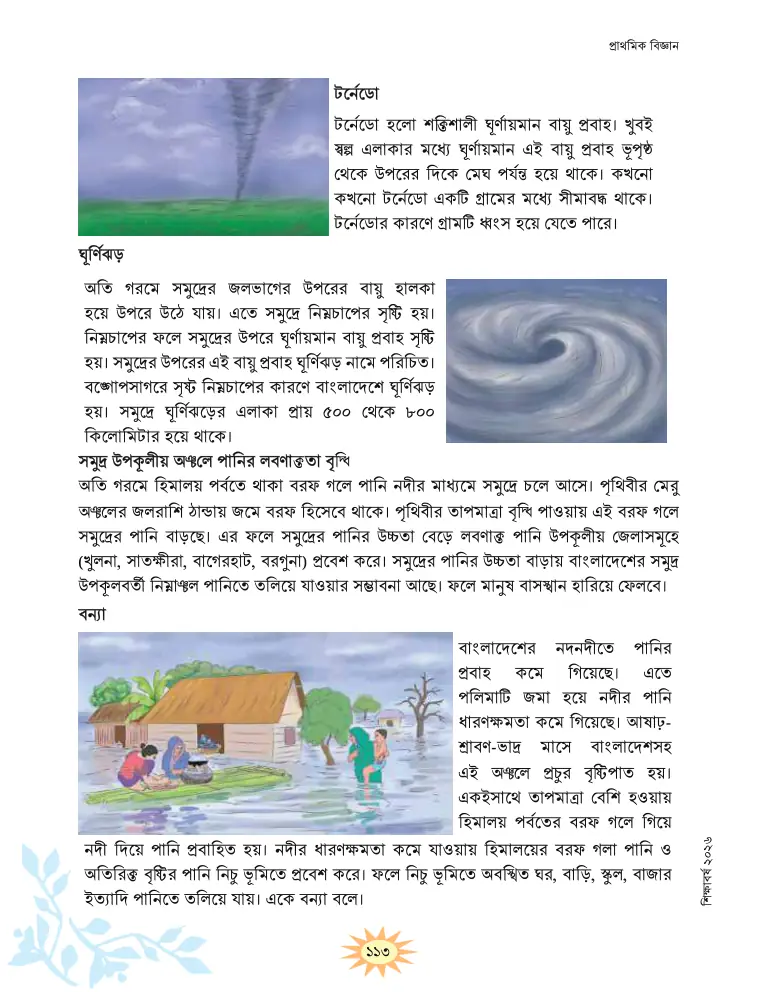 প্রাথমিক বিজ্ঞান
টর্নেডো
টর্নেডো হলো শক্তিশালী ঘূর্ণায়মান বায়ু প্রবাহ। খুবই
স্বল্প এলাকার মধ্যে ঘূর্ণায়মান এই বায়ু প্রবাহ ভূপৃষ্ঠ
থেকে উপরের দিকে মেঘ পর্যন্ত হয়ে থাকে। কখনো
কখনো টর্নেডো একটি গ্রামের মধ্যে সীমাবদ্ধ থাকে।
টর্নেডোর কারণে গ্রামটি ধ্বংস হয়ে যেতে পারে।
ঘূর্ণিঝড়
অতি গরমে সমুদ্রের জলভাগের উপরের বায়ু হালকা
হয়ে উপরে উঠে যায়। এতে সমুদ্রে নিম্নচাপের সৃষ্টি হয়।
নিম্নচাপের ফলে সমুদ্রের উপরে ঘূর্ণায়মান বায়ু প্রবাহ সৃষ্টি
হয়। সমুদ্রের উপরের এই বায়ু প্রবাহ ঘূর্ণিঝড় নামে পরিচিত।
বঙ্গোপসাগরে সৃষ্ট নিম্নচাপের কারণে বাংলাদেশে ঘূর্ণিঝড়
হয়। সমুদ্রে ঘূর্ণিঝড়ের এলাকা প্রায় ৫০০ থেকে ৮০০
কিলোমিটার হয়ে থাকে।
সমুদ্র উপকূলীয় অঞ্চলে পানির লবণাক্ততা বৃদ্ধি
অতি গরমে হিমালয় পর্বতে থাকা বরফ গলে পানি নদীর মাধ্যমে সমুদ্রে চলে আসে। পৃথিবীর মেরু
অঞ্চলের জলরাশি ঠান্ডায় জমে বরফ হিসেবে থাকে। পৃথিবীর তাপমাত্রা বৃদ্ধি পাওয়ায় এই বরফ গলে
সমুদ্রের পানি বাড়ছে। এর ফলে সমুদ্রের পানির উচ্চতা বেড়ে লবণাক্ত পানি উপকূলীয় জেলাসমূহে
(খুলনা, সাতক্ষীরা, বাগেরহাট, বরগুনা) প্রবেশ করে। সমুদ্রের পানির উচ্চতা বাড়ায় বাংলাদেশের সমুদ্র
উপকূলবর্তী নিম্নাঞ্চল পানিতে তলিয়ে যাওয়ার সম্ভাবনা আছে। ফলে মানুষ বাসস্থান হারিয়ে ফেলবে।
বন্যা
বাংলাদেশের নদনদীতে পানির
প্রবাহ কমে গিয়েছে। এতে
পলিমাটি জমা হয়ে নদীর পানি
ধারণক্ষমতা কমে গিয়েছে। আষাঢ়-
শ্রাবণ-ভাদ্র মাসে বাংলাদেশসহ
এই অঞ্চলে প্রচুর বৃষ্টিপাত হয়।
একইসাথে তাপমাত্রা বেশি হওয়ায়
হিমালয় পর্বতের বরফ গলে গিয়ে
নদী দিয়ে পানি প্রবাহিত হয়। নদীর ধারণক্ষমতা কমে যাওয়ায় হিমালয়ের বরফ গলা পানি ও
অতিরিক্ত বৃষ্টির পানি নিচু ভূমিতে প্রবেশ করে। ফলে নিচু ভূমিতে অবস্থিত ঘর, বাড়ি, স্কুল, বাজার
ইত্যাদি পানিতে তলিয়ে যায়। একে বন্যা বলে।
শিক্ষাবর্ষ ২০২৬
১১৩